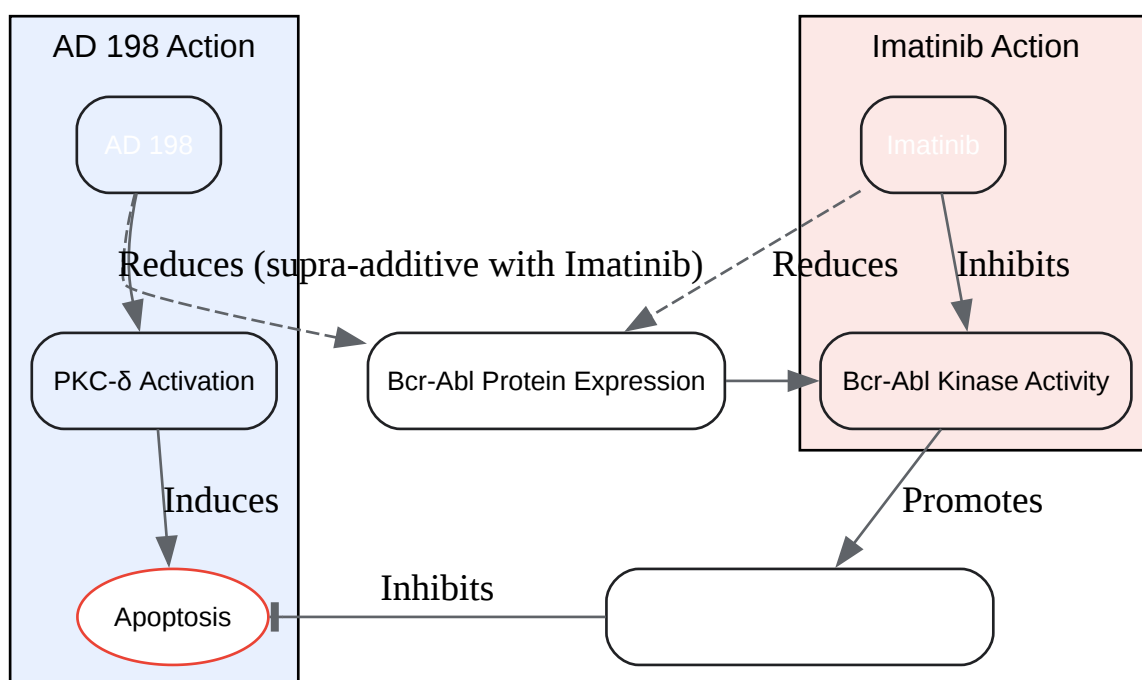 AD 198 Action
Imatinib Action
AD 198
Imatinib
Reduces (supra-additive with Imatinib)
Reduces
Inhibits
PKC-δ Activation
Bcr-Abl Protein Expression
Bcr-Abl Kinase Activity
Induces
Promotes
Apoptosis
Inhibits